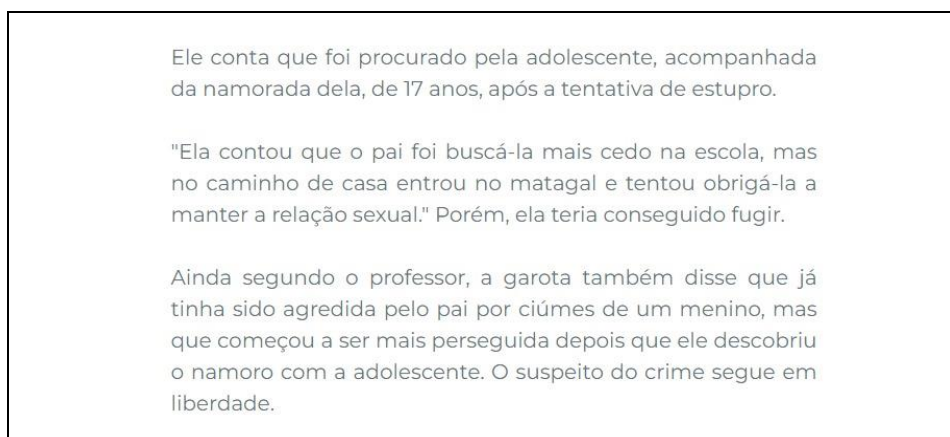 Ele conta que foi procurado pela adolescente, acompanhada
da namorada dela, de 17 anos, após a tentativa de estupro.
"Ela contou que o pai foi buscá-la mais cedo na escola, mas
no caminho de casa entrou no matagal e tentou obrigá-la a
manter a relação sexual." Porém, ela teria conseguido fugir.
Ainda segundo o professor, a garota também disse que já
tinha sido agredida pelo pai por ciúmes de um menino, mas
que começou a ser mais perseguida depois que ele descobriu
o namoro com a adolescente. O suspeito do crime segue em
liberdade.